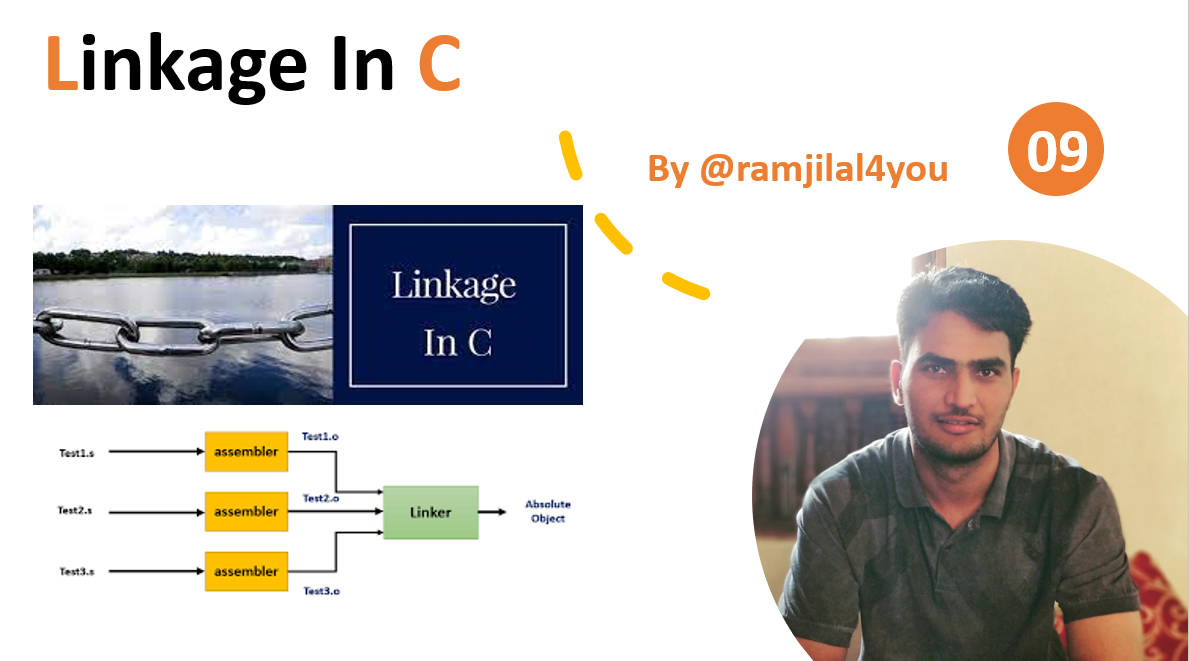 Linkage In C
By @ramjilal4you
09
Linkage
In C
Test1.s
assembler
Test1.o
Test2.s
assembler
Test2.o
Linker
Absolute
Object
Test3.s
assembler
Test3.o